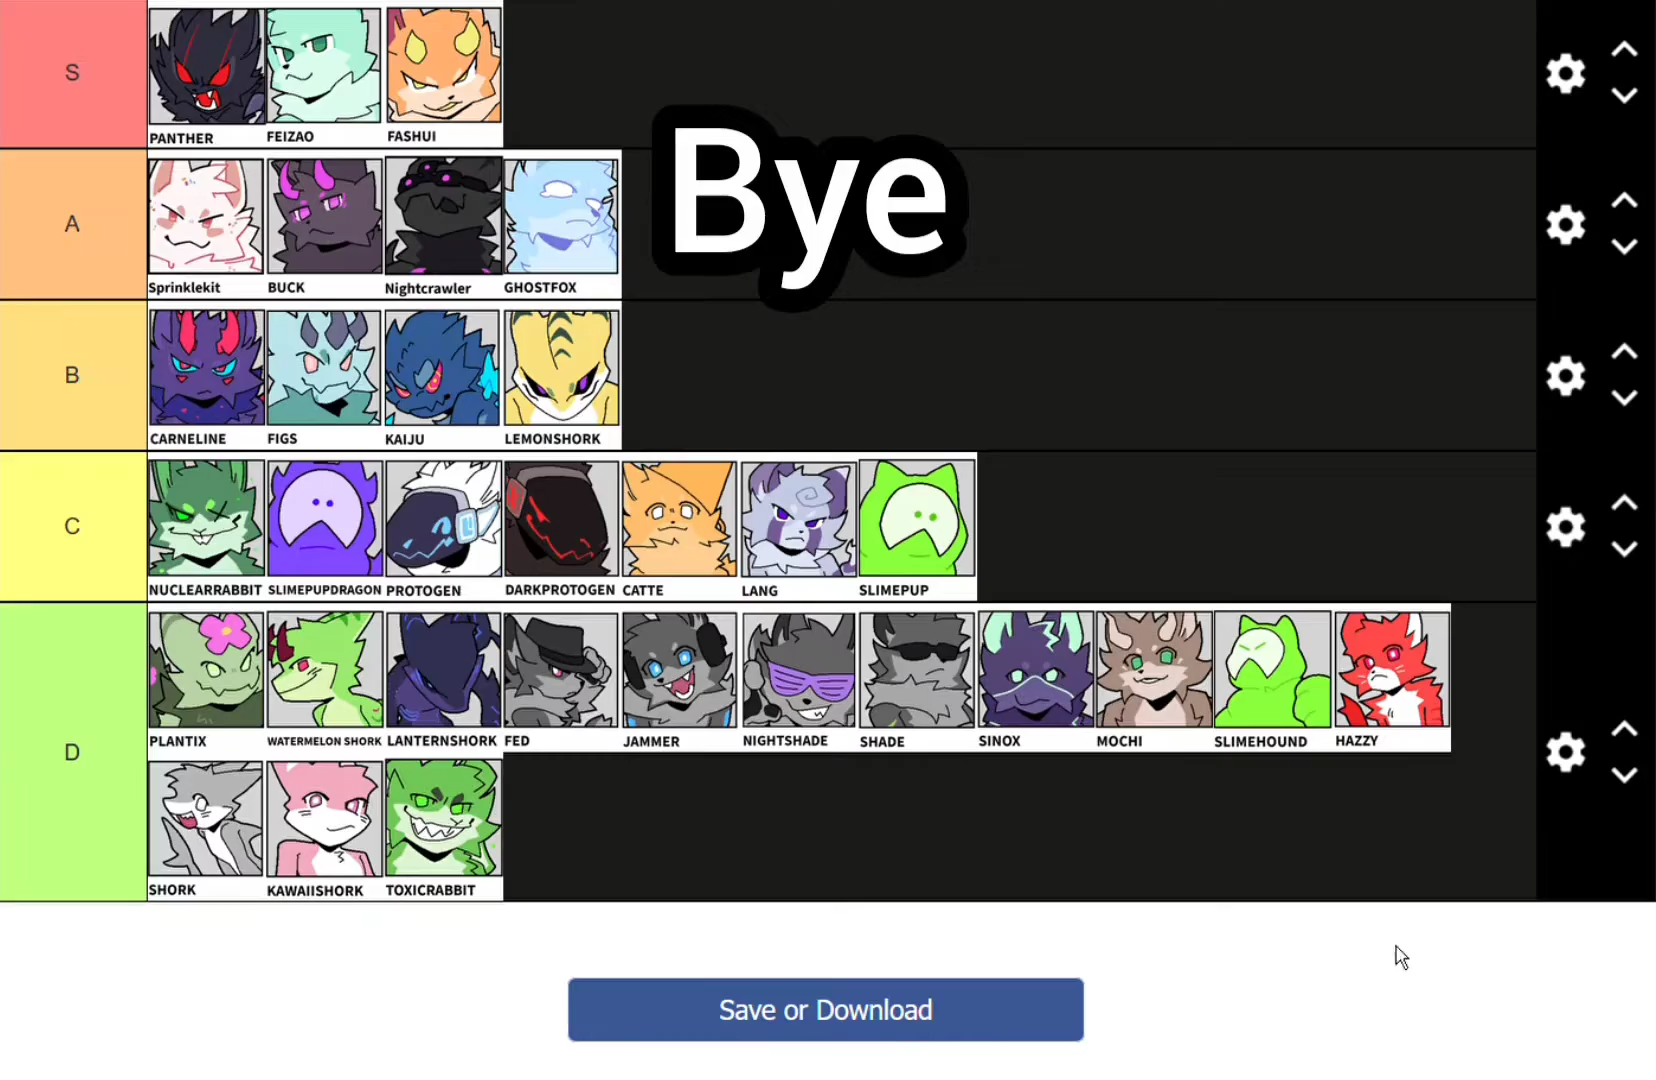 S
PANTHER FEIZAO FASHUI
Bye
A
Sprinklekit BUCK Nightcrawler GHOSTFOX
B
CARNELINE FIGS KAIJU LEMONSHORK
C
NUCLEARRABBIT SLIMEPUPDRAGON PROTOGEN DARKPROTOGEN CATTE LANG SLIMEPUP
D
PLANTIX WATERMELON SHORK LANTERNSHORK FED JAMMER NIGHTSHADE SHADE SINOX MOCHI SLIMEHOUND HAZZY
SHORK KAWAIISHORK TOXICRABBIT
Save or Download